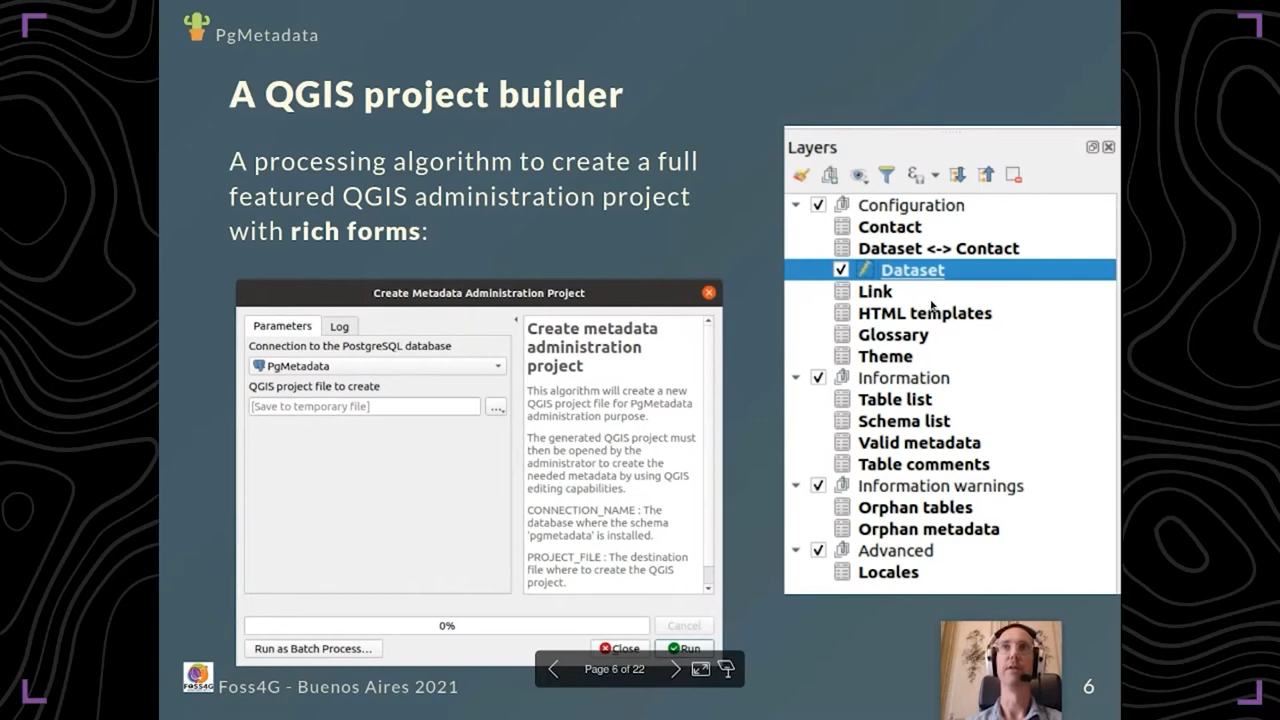 PgMetadata
A QGIS project builder
A processing algorithm to create a full
featured QGIS administration project
with rich forms:
Create Metadata Administration Project
Parameters
Log
Connection to the PostgreSQL database
PgMetadata
QGIS project file to create
[Save to temporary file]
...
Create metadata
administration
project
This algorithm will create a new
QGIS project file for PgMetadata
administration purpose.
The generated QGIS project must
then be opened by the
administrator to create the
needed metadata by using QGIS
editing capabilities.
CONNECTION_NAME : The
database where the schema
'pgmetadata' is installed.
PROJECT_FILE : The destination
file where to create the QGIS
project.
0%
Cancel
Run as Batch Process...
Close
Run
Layers
Configuration
Contact
Dataset <-> Contact
Dataset
Link
HTML templates
Glossary
Theme
Information
Table list
Schema list
Valid metadata
Table comments
Information warnings
Orphan tables
Orphan metadata
Advanced
Locales
Page 6 of 22
FOSS4G
Foss4G - Buenos Aires 2021
6